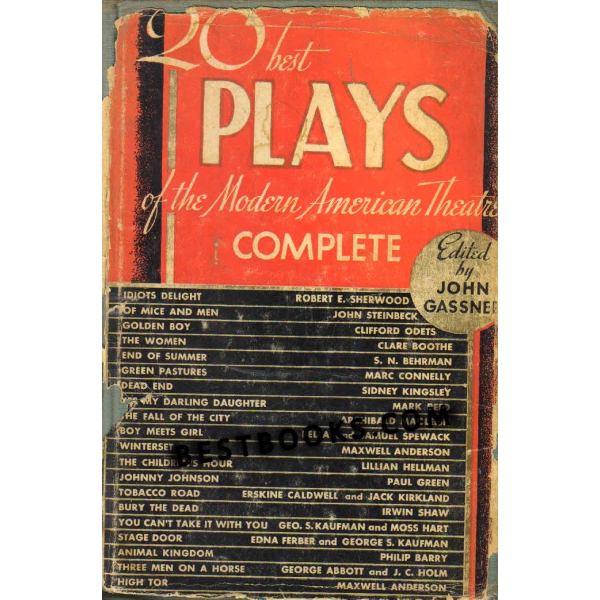 20 best
PLAYS
of the Modern American Theatre
COMPLETE
Edited
by
JOHN
GASSNER
IDIOTS DELIGHT ROBERT E. SHERWOOD
OF MICE AND MEN JOHN STEINBECK
GOLDEN BOY CLIFFORD ODETS
THE WOMEN CLARE BOOTHE
END OF SUMMER S. N. BEHRMAN
GREEN PASTURES MARC CONNELLY
DEAD END SIDNEY KINGSLEY
MY DARLING DAUGHTER MARK
THE FALL OF THE CITY ARCHIBALD
BOY MEETS GIRL SAMUEL SPEWACK
BESTBOOKS.COM
WINTERSET MAXWELL ANDERSON
THE CHILDREN'S HOUR LILLIAN HELLMAN
JOHNNY JOHNSON PAUL GREEN
TOBACCO ROAD ERSKINE CALDWELL and JACK KIRKLAND
BURY THE DEAD IRWIN SHAW
YOU CAN'T TAKE IT WITH YOU GEO. S. KAUFMAN and MOSS HART
STAGE DOOR EDNA FERBER and GEORGE S. KAUFMAN
ANIMAL KINGDOM PHILIP BARRY
THREE MEN ON A HORSE GEORGE ABBOTT and J. C. HOLM
HIGH TOR MAXWELL ANDERSON